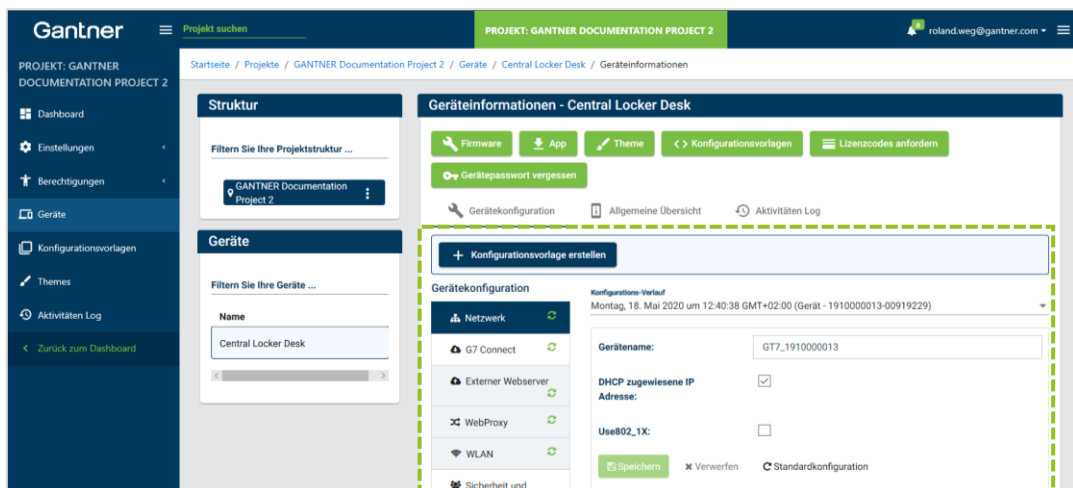 Gantner
Projekt suchen
PROJEKT: GANTNER DOCUMENTATION PROJECT 2
0
roland.weg@gantner.com
PROJEKT: GANTNER
DOCUMENTATION PROJECT 2
Dashboard
Einstellungen
Berechtigungen
Geräte
Konfigurationsvorlagen
Themes
Aktivitäten Log
Zurück zum Dashboard
Startseite / Projekte / GANTNER Documentation Project 2 / Geräte / Central Locker Desk / Geräteinformationen
Struktur
Filtern Sie Ihre Projektstruktur ...
GANTNER Documentation
Project 2
Geräte
Filtern Sie Ihre Geräte ...
Name
Central Locker Desk
Geräteinformationen - Central Locker Desk
Firmware
App
Theme
Konfigurationsvorlagen
Lizenzcodes anfordern
Gerätepasswort vergessen
Gerätekonfiguration
Allgemeine Übersicht
Aktivitäten Log
+ Konfigurationsvorlage erstellen
Gerätekonfiguration
Netzwerk
G7 Connect
Externer Webserver
WebProxy
WLAN
Sicherheit und
Konfigurations-Verlauf
Montag, 18. Mai 2020 um 12:40:38 GMT+02:00 (Gerät - 1910000013-00919229)
Gerätename:
GT7_1910000013
DHCP zugewiesene IP
Adresse:
Use802_1X:
Speichern
Verwerfen
Standardkonfiguration